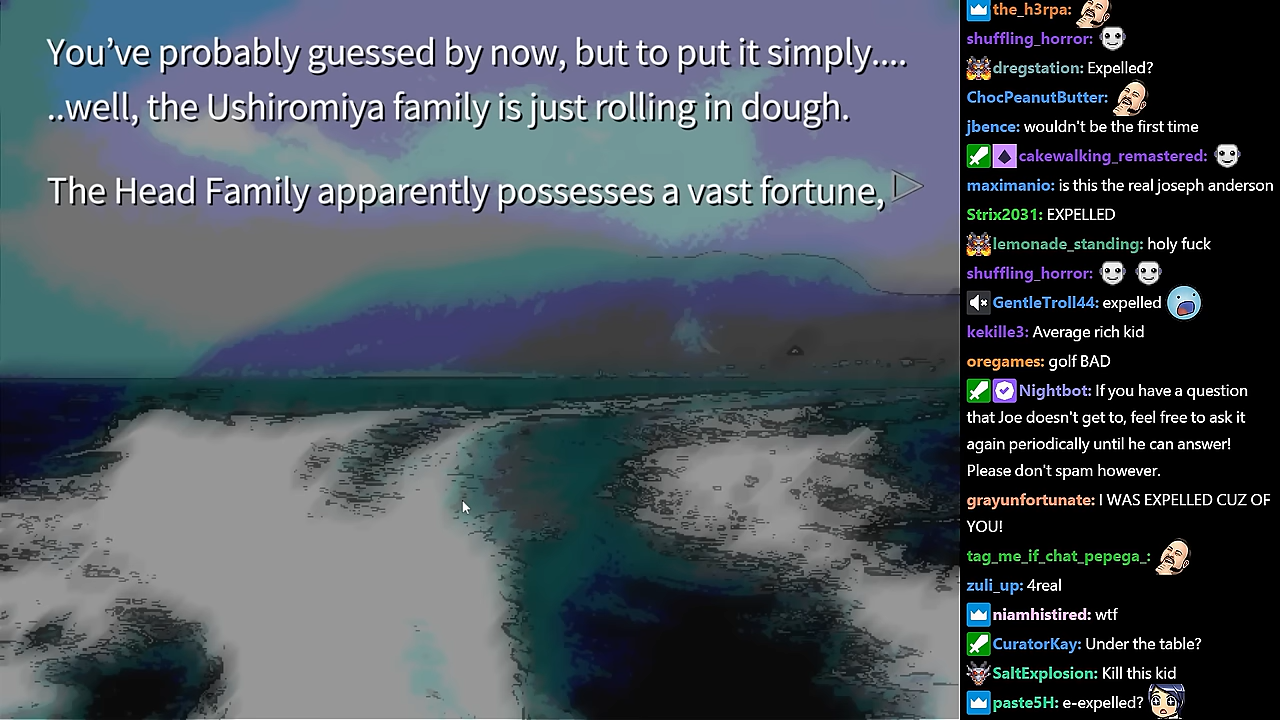 You've probably guessed by now, but to put it simply....
..well, the Ushiromiya family is just rolling in dough.
The Head Family apparently possesses a vast fortune,
the_h3rpa:
shuffling_horror:
dregstation: Expelled?
ChocPeanutButter:
jbence: wouldn't be the first time
cakewalking_remastered:
maximanio: is this the real joseph anderson
Strix2031: EXPELLED
lemonade_standing: holy fuck
shuffling_horror:
GentleTroll44: expelled
kekille3: Average rich kid
oregames: golf BAD
Nightbot: If you have a question
that Joe doesn't get to, feel free to ask it
again periodically until he can answer!
Please don't spam however.
grayunfortunate: I WAS EXPELLED CUZ OF
YOU!
tag_me_if_chat_pepega_:
zuli_up: 4real
niamhistired: wtf
CuratorKay: Under the table?
SaltExplosion: Kill this kid
paste5H: e-expelled?